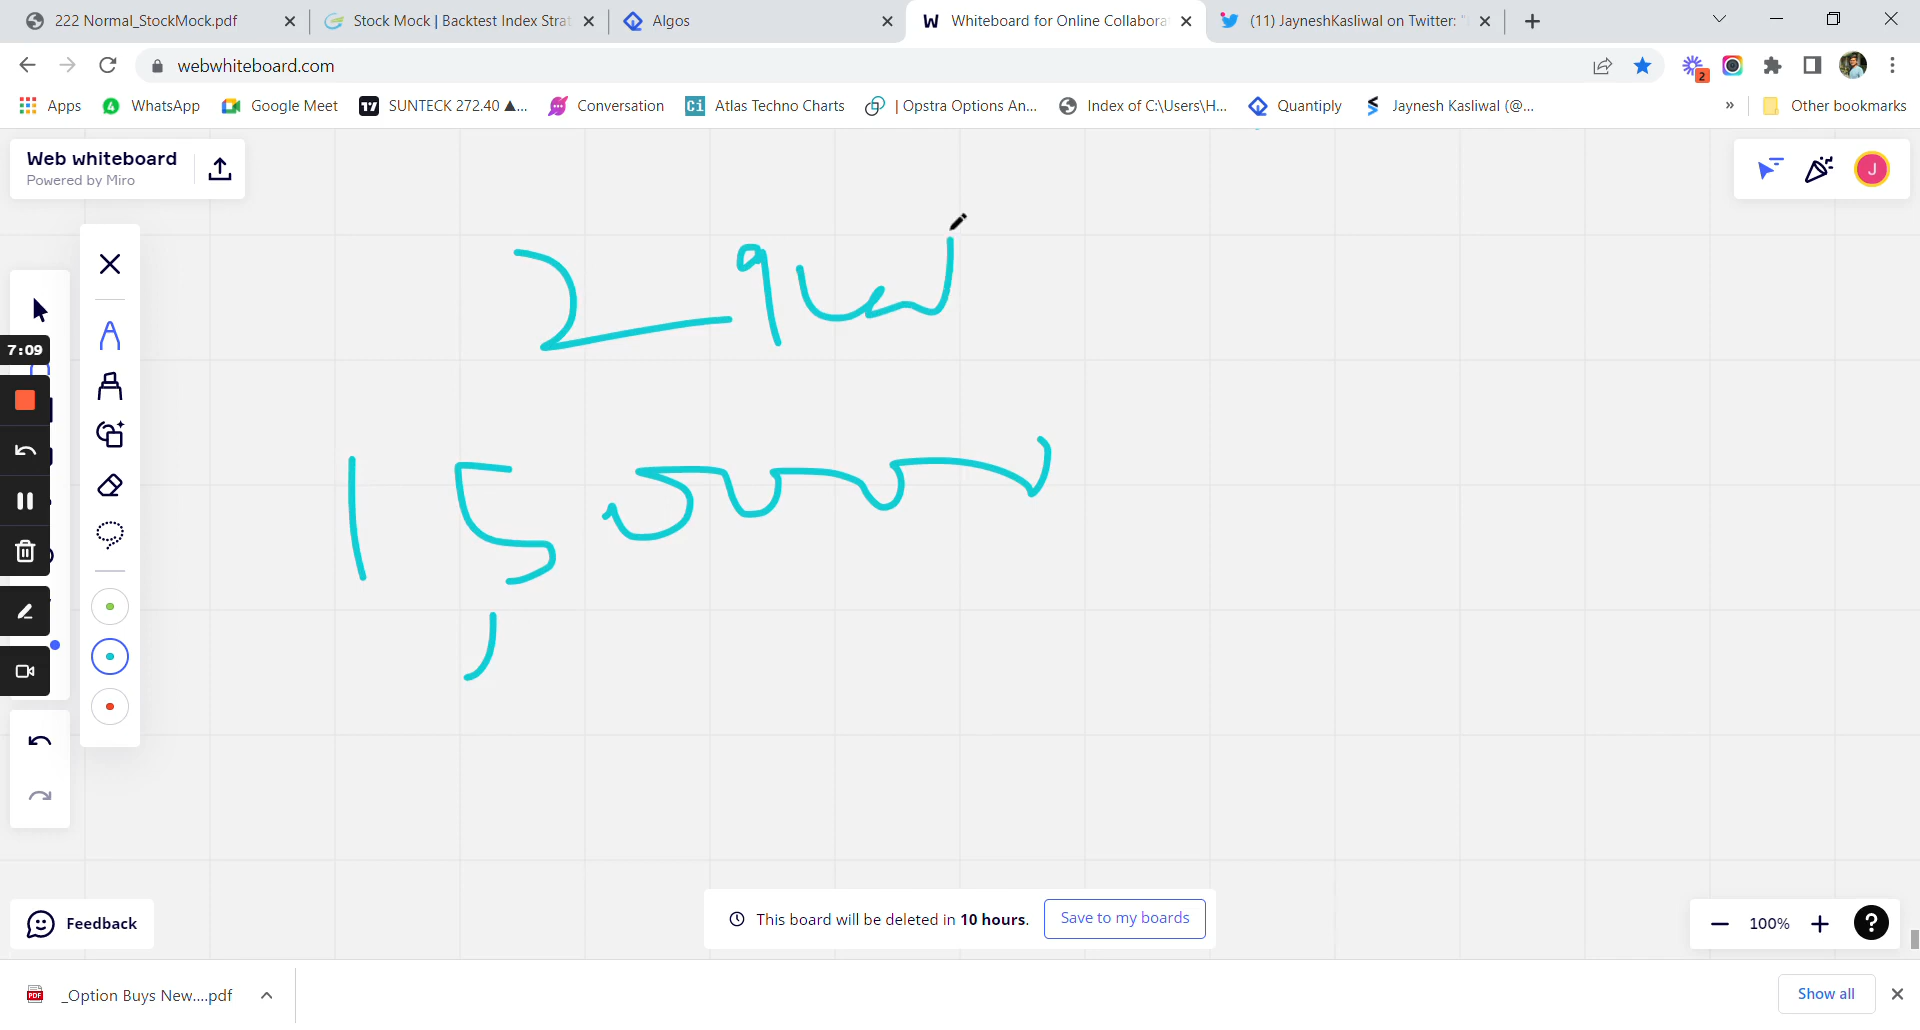 222 Normal_StockMock.pdf
Stock Mock | Backtest Index Strat
Algos
Whiteboard for Online Collabora
(11) JayneshKasliwal on Twitter: "
webwhiteboard.com
2
Apps
WhatsApp
Google Meet
SUNTECK 272.40 ▲...
Conversation
Atlas Techno Charts
| Opstra Options An...
Index of C:\Users\H...
Quantiply
Jaynesh Kasliwal (@...
»
Other bookmarks
Web whiteboard
Powered by Miro
J
7:09
2
15000
Feedback
This board will be deleted in 10 hours.
Save to my boards
100%
?
_Option Buys New....pdf
Show all